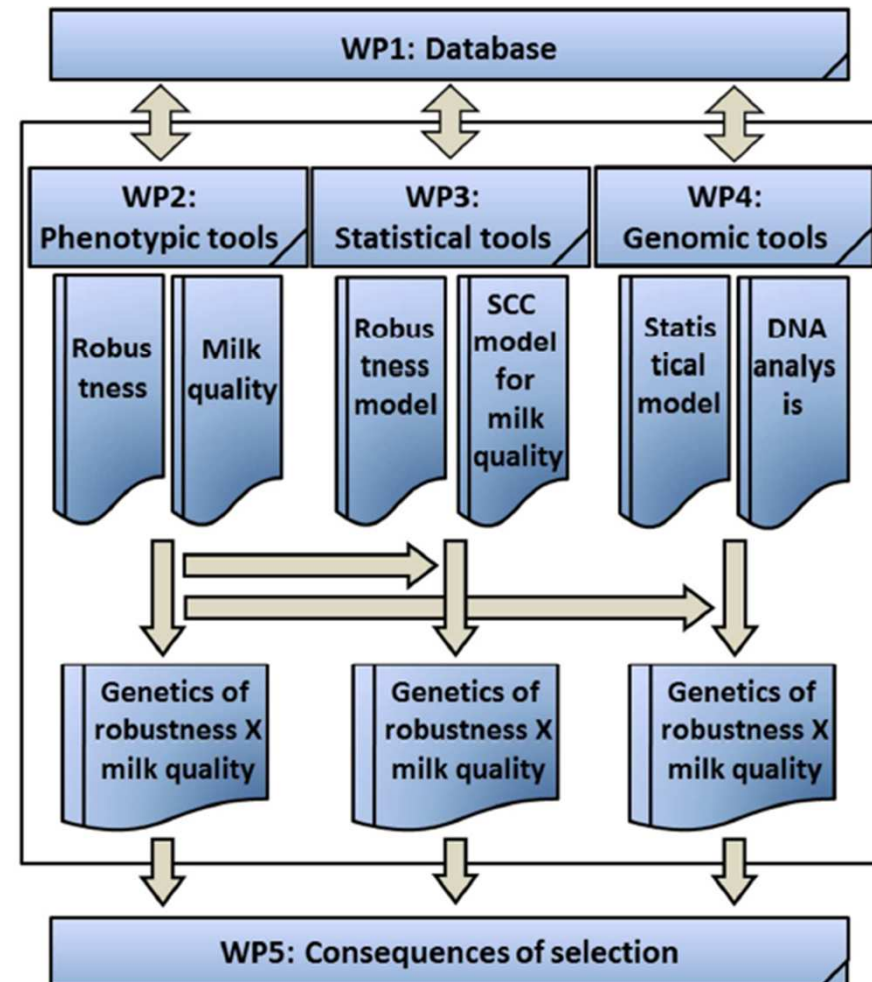 WP1: Database
WP2:
Phenotypic tools
WP3:
Statistical tools
WP4:
Genomic tools
Robus
tness
Milk
quality
Robus
tness
model
SCC
model
for
milk
quality
Statis
tical
model
DNA
analys
is
Genetics of
robustness X
milk quality
Genetics of
robustness X
milk quality
Genetics of
robustness X
milk quality
WP5: Consequences of selection